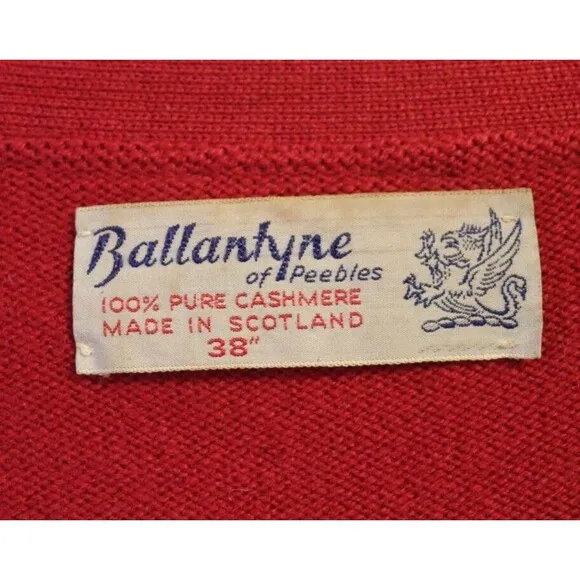 Ballantyne
of Peebles
100% PURE CASHMERE
MADE IN SCOTLAND
38"